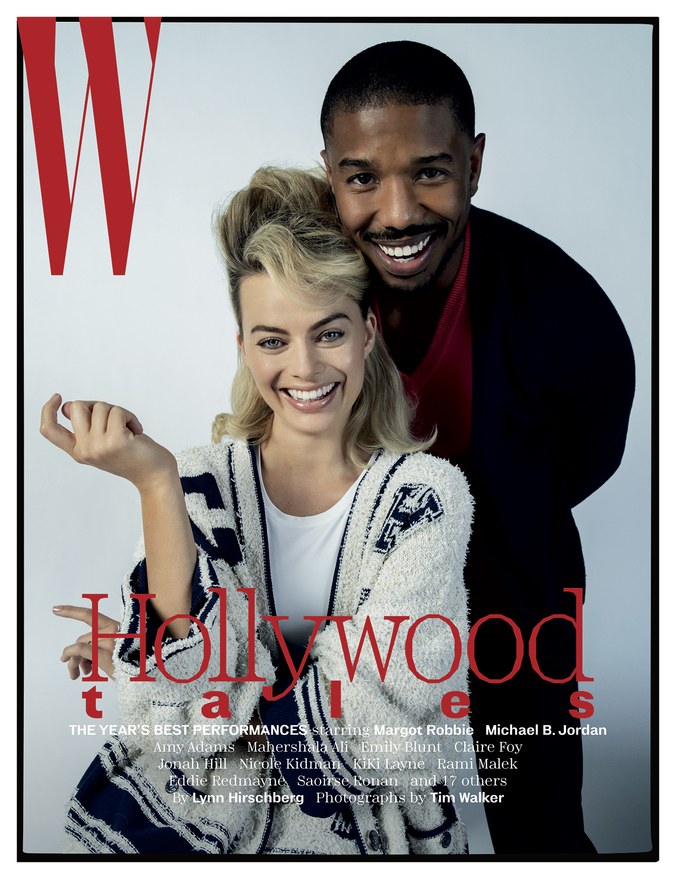 W
Hollywood
tales
THE YEAR'S BEST PERFORMANCES starring Margot Robbie Michael B. Jordan
Amy Adams Mahershala Ali Emily Blunt Claire Foy
Jonah Hill Nicole Kidman KiKi Layne Rami Malek
Eddie Redmayne Saoirse Ronan and 17 others
By Lynn Hirschberg Photographs by Tim Walker